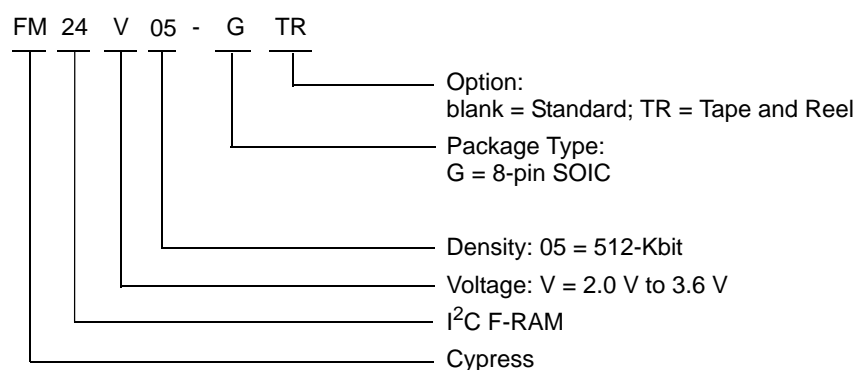 FM 24 V 05 - G TR
Option:
blank = Standard; TR = Tape and Reel
Package Type:
G = 8-pin SOIC
Density: 05 = 512-Kbit
Voltage: V = 2.0 V to 3.6 V
I²C F-RAM
Cypress